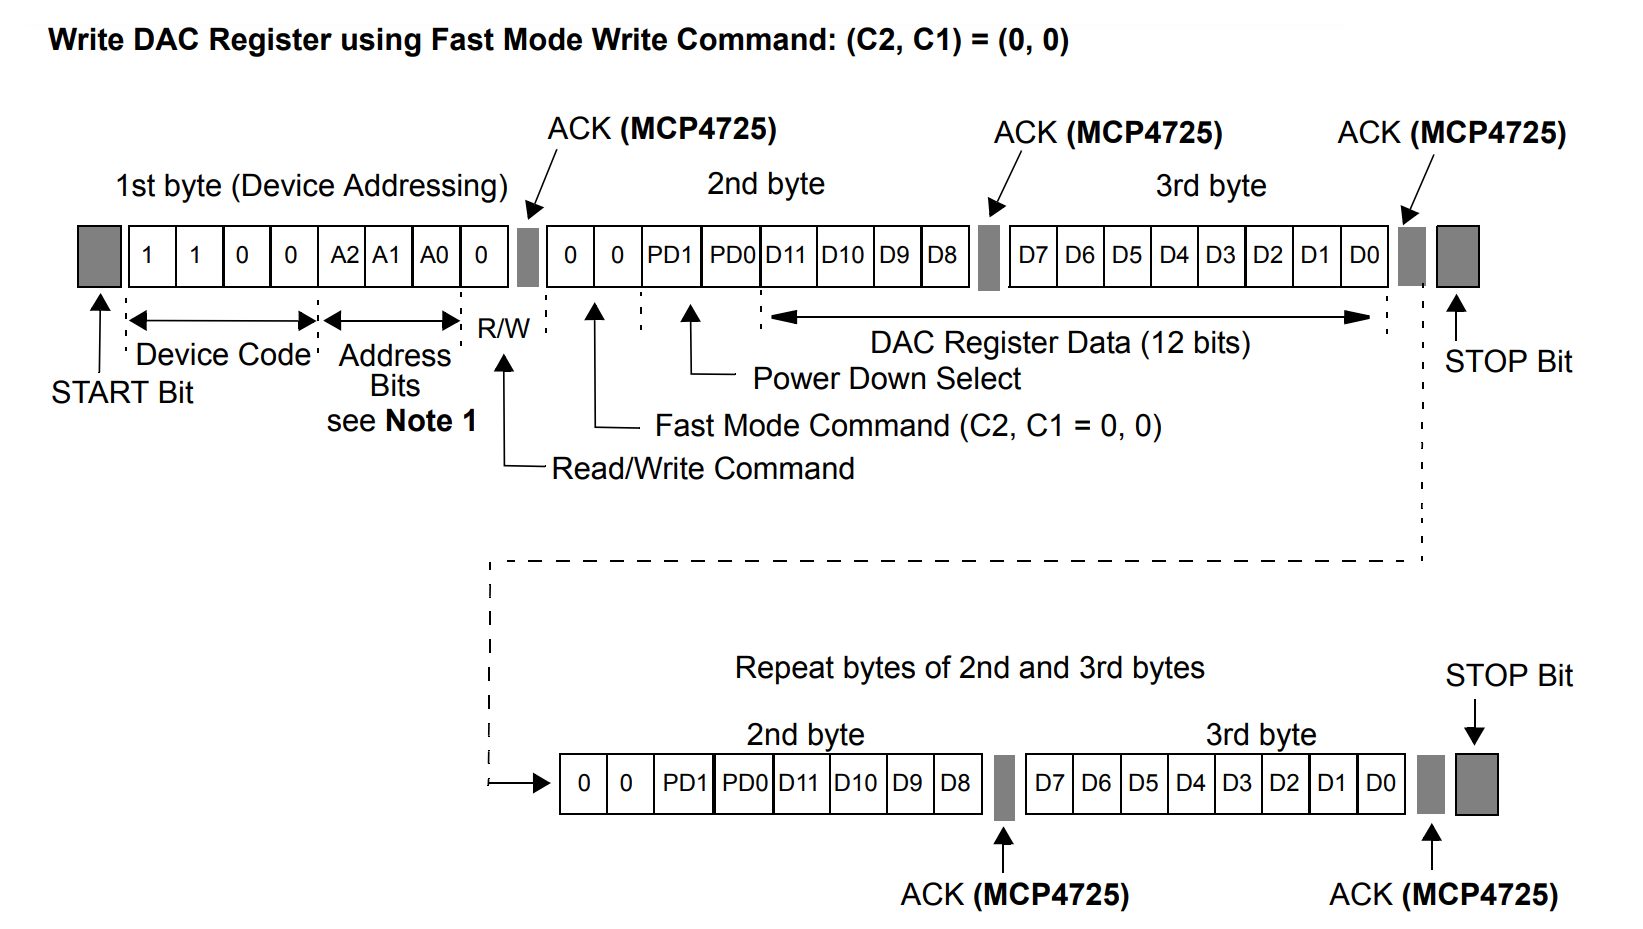 Write DAC Register using Fast Mode Write Command: (C2, C1) = (0, 0)
ACK (MCP4725)
ACK (MCP4725)
ACK (MCP4725)
1st byte (Device Addressing)
2nd byte
3rd byte
1 1 0 0 A2 A1 A0 0
0 0 PD1 PD0 D11 D10 D9 D8
D7 D6 D5 D4 D3 D2 D1 D0
R/W
Device Code
Address
Bits
see Note 1
START Bit
DAC Register Data (12 bits)
STOP Bit
Power Down Select
Fast Mode Command (C2, C1 = 0, 0)
Read/Write Command
Repeat bytes of 2nd and 3rd bytes
STOP Bit
2nd byte
3rd byte
0 0 PD1 PD0 D11 D10 D9 D8
D7 D6 D5 D4 D3 D2 D1 D0
ACK (MCP4725)
ACK (MCP4725)